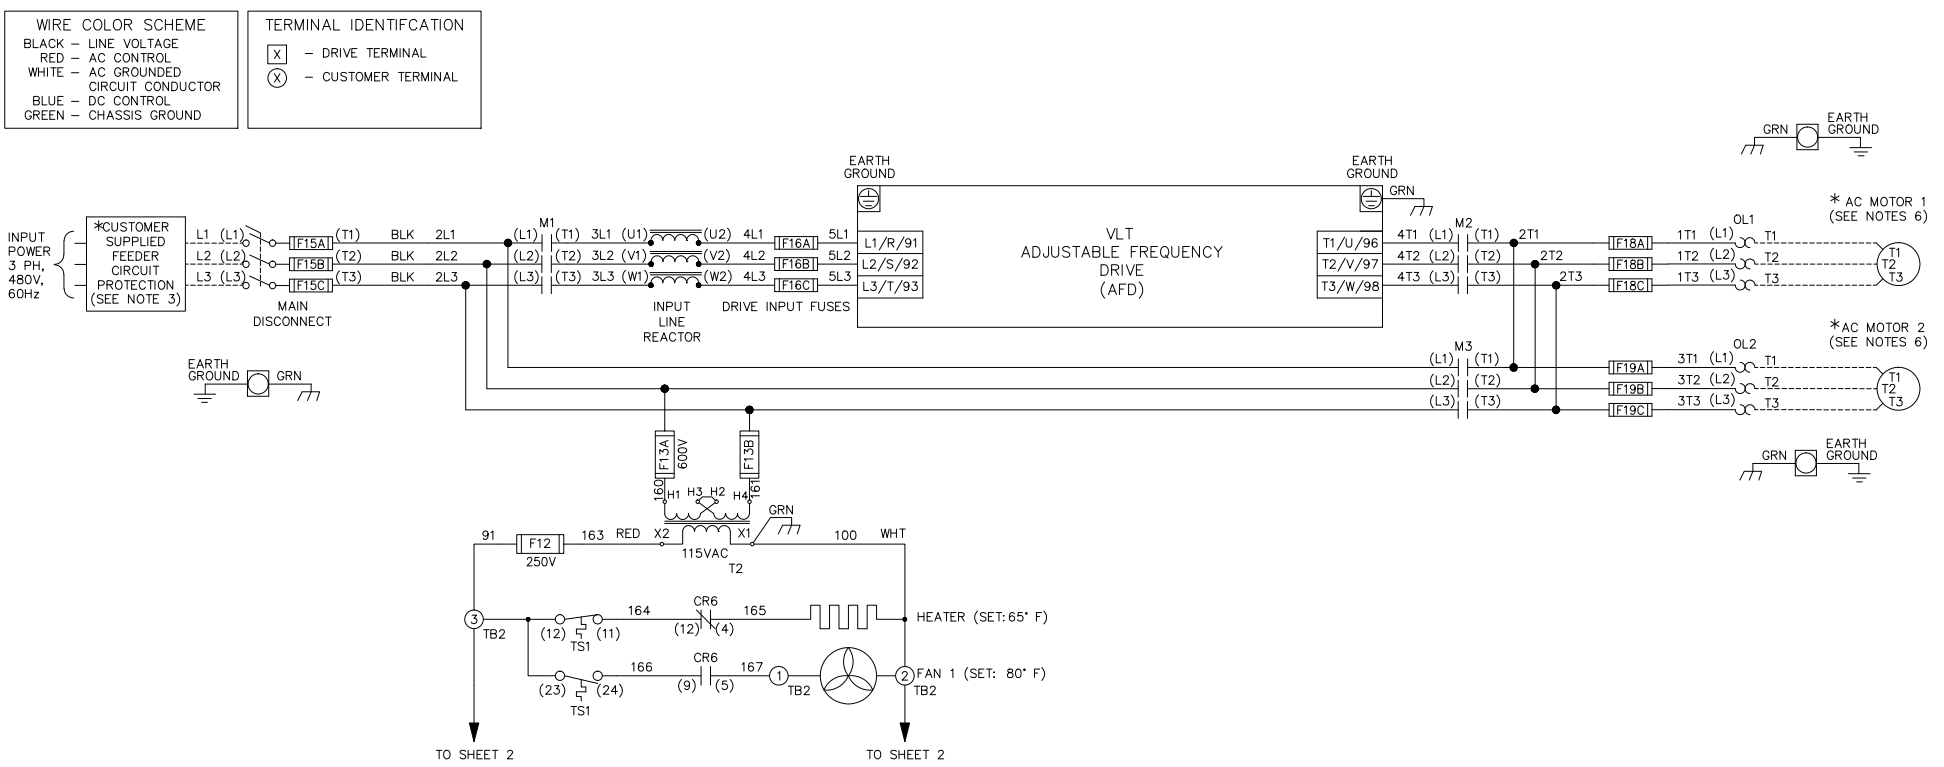 WIRE COLOR SCHEME
BLACK – LINE VOLTAGE
RED – AC CONTROL
WHITE – AC GROUNDED
CIRCUIT CONDUCTOR
BLUE – DC CONTROL
GREEN – CHASSIS GROUND
TERMINAL IDENTIFCATION
X – DRIVE TERMINAL
X – CUSTOMER TERMINAL
INPUT
POWER
3 PH,
480V,
60Hz
*CUSTOMER
SUPPLIED
FEEDER
CIRCUIT
PROTECTION
(SEE NOTE 3)
L1 (L1) F15A (T1) BLK 2L1 (L1) M1 (T1) 3L1 (U1) (U2) 4L1 F16A 5L1 L1/R/91
L2 (L2) F15B (T2) BLK 2L2 (L2) (T2) 3L2 (V1) (V2) 4L2 F16B 5L2 L2/S/92
L3 (L3) F15C (T3) BLK 2L3 (L3) (T3) 3L3 (W1) (W2) 4L3 F16C 5L3 L3/T/93
MAIN
DISCONNECT
INPUT
LINE
REACTOR
DRIVE INPUT FUSES
EARTH
GROUND
VLT
ADJUSTABLE FREQUENCY
DRIVE
(AFD)
EARTH
GROUND
GRN
T1/U/96 4T1 (L1) M2 (T1) 2T1 F18A 1T1 (L1) OL1 T1
T2/V/97 4T2 (L2) (T2) 2T2 F18B 1T2 (L2) T2
T3/W/98 4T3 (L3) (T3) 2T3 F18C 1T3 (L3) T3
GRN
EARTH
GROUND
* AC MOTOR 1
(SEE NOTES 6)
T1
T2
T3
*AC MOTOR 2
(SEE NOTES 6)
(L1) M3 (T1) F19A 3T1 (L1) OL2 T1
(L2) (T2) F19B 3T2 (L2) T2
(L3) (T3) F19C 3T3 (L3) T3
T1
T2
T3
GRN
EARTH
GROUND
EARTH
GROUND
GRN
F13A
600V
F13B
160
161
H1 H3 H2 H4
GRN
91 F12 163 RED X2 X1 100 WHT
250V
115VAC
T2
3
TB2
(12) (11)
TS1
164
CR6
(12) (4)
165
HEATER (SET:65° F)
(23) (24)
TS1
166
CR6
(9) (5)
167
1
TB2
2
TB2
FAN 1 (SET: 80° F)
TO SHEET 2
TO SHEET 2